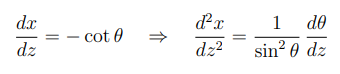 dx/dz = − cot θ ⇒ d²x/dz² = 1/sin² θ dθ/dz